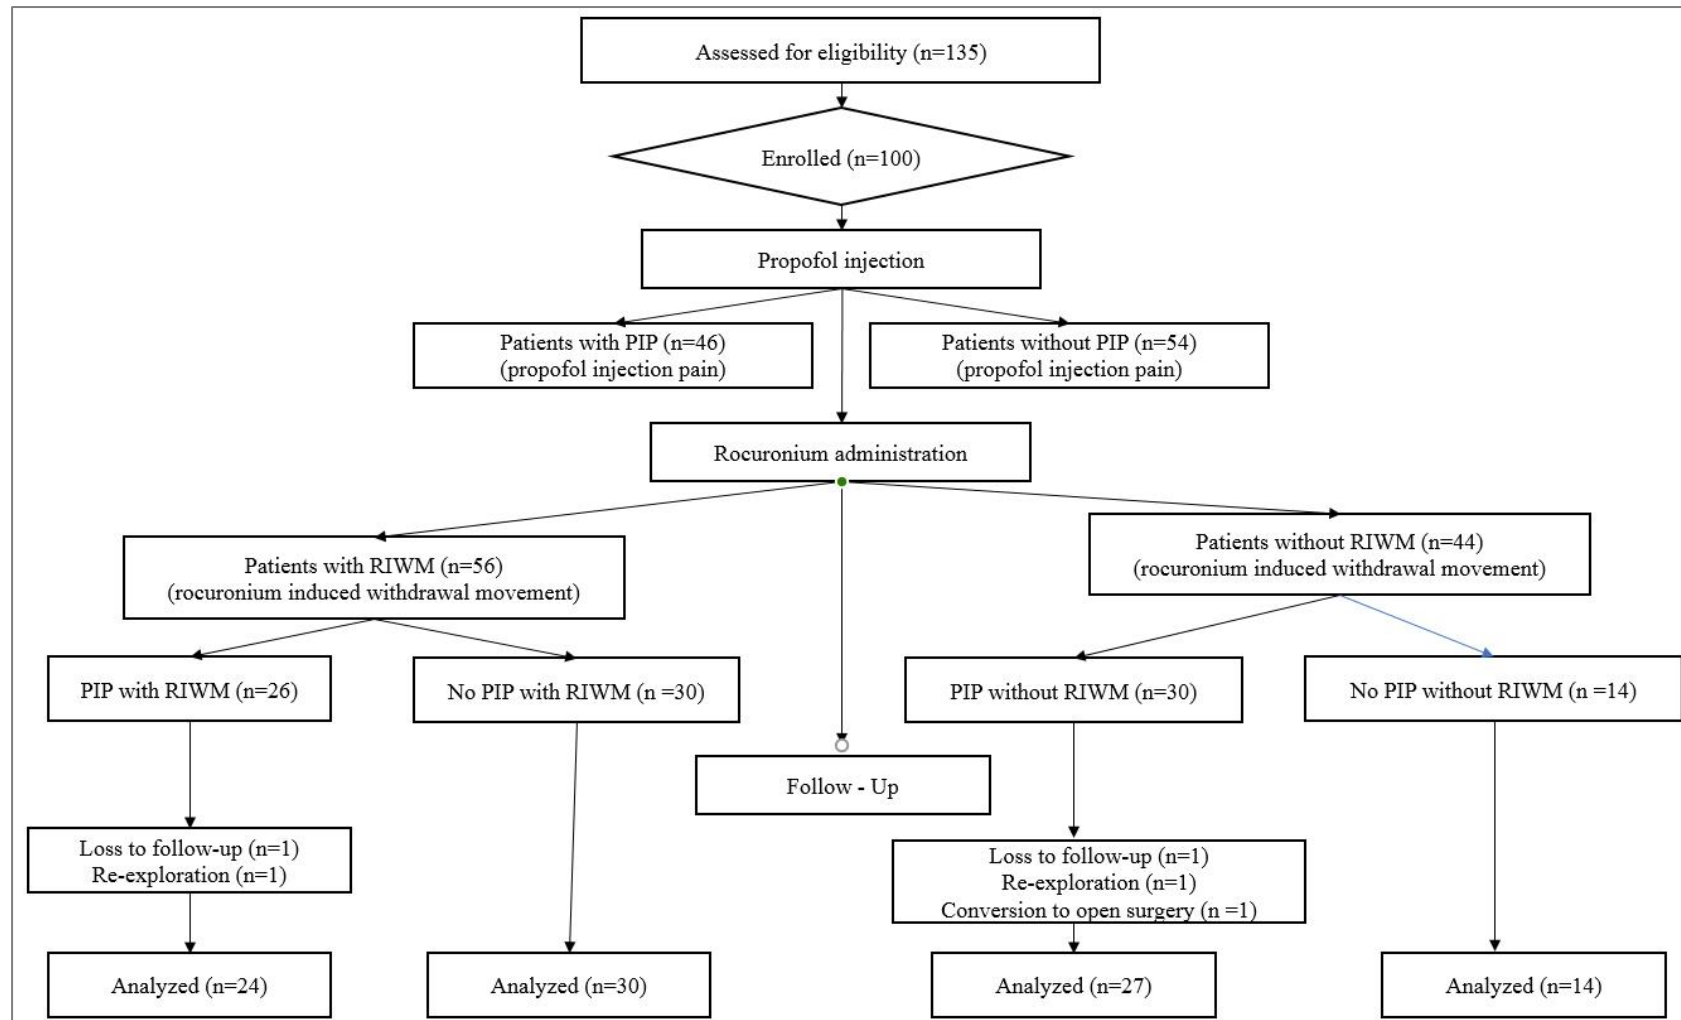 Assessed for eligibility (n=135)
Enrolled (n=100)
Propofol injection
Patients with PIP (n=46)
(propofol injection pain)
Patients without PIP (n=54)
(propofol injection pain)
Rocuronium administration
Patients with RIWM (n=56)
(rocuronium induced withdrawal movement)
Patients without RIWM (n=44)
(rocuronium induced withdrawal movement)
PIP with RIWM (n=26)
No PIP with RIWM (n =30)
PIP without RIWM (n=30)
No PIP without RIWM (n =14)
Follow - Up
Loss to follow-up (n=1)
Re-exploration (n=1)
Loss to follow-up (n=1)
Re-exploration (n=1)
Conversion to open surgery (n =1)
Analyzed (n=24)
Analyzed (n=30)
Analyzed (n=27)
Analyzed (n=14)